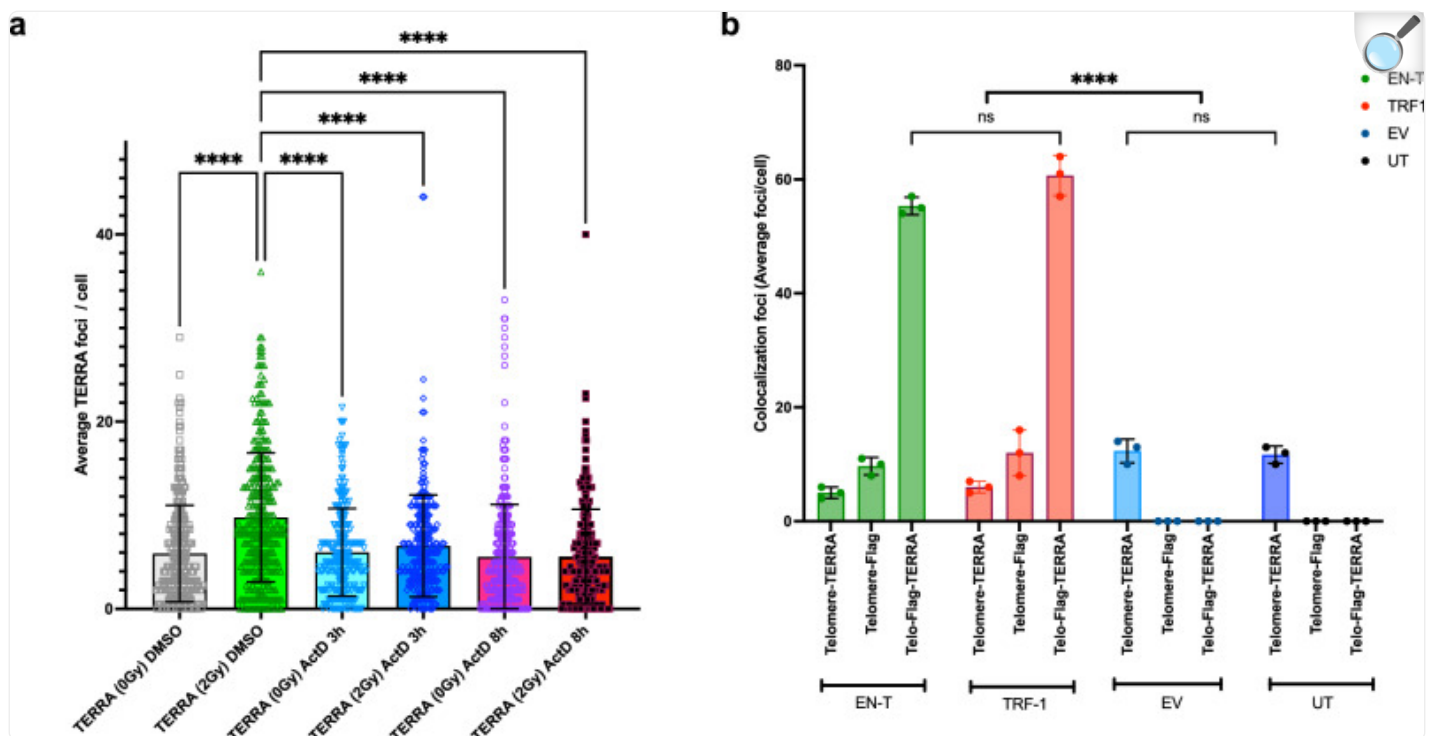 a
****
****
****
**** ****
40
20
0
Average TERRA foci / cell
TERRA (0Gy) DMSO
TERRA (2Gy) DMSO
TERRA (0Gy) ActD 3h
TERRA (2Gy) ActD 3h
TERRA (0Gy) ActD 8h
TERRA (2Gy) ActD 8h
b
EN-T
TRF1
EV
UT
****
ns ns
80
60
40
20
0
Colocalization foci (Average foci/cell)
Telomere-TERRA
Telomere-Flag
Telo-Flag-TERRA
Telomere-TERRA
Telomere-Flag
Telo-Flag-TERRA
Telomere-TERRA
Telomere-Flag
Telo-Flag-TERRA
Telomere-TERRA
Telomere-Flag
Telo-Flag-TERRA
EN-T TRF-1 EV UT